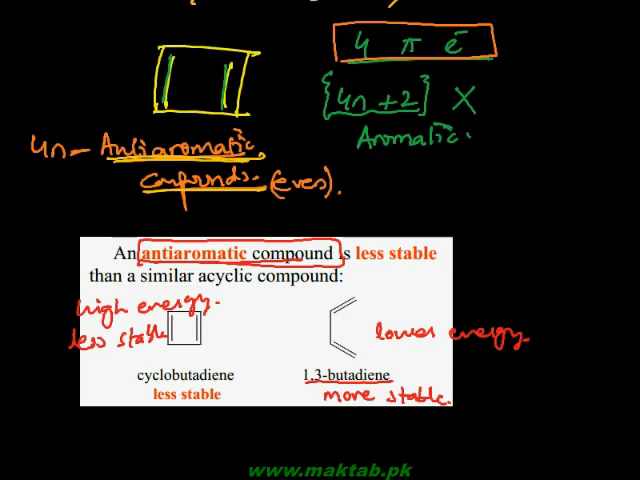 4 π e⁻
{4n + 2} X
Aromatic.
4n - Antiaromatic
Compounds. (even).
An antiaromatic compound is less stable
than a similar acyclic compound:
high energy.
less stable
lower energy.
cyclobutadiene 1,3-butadiene
less stable more stable.
www.maktab.pk